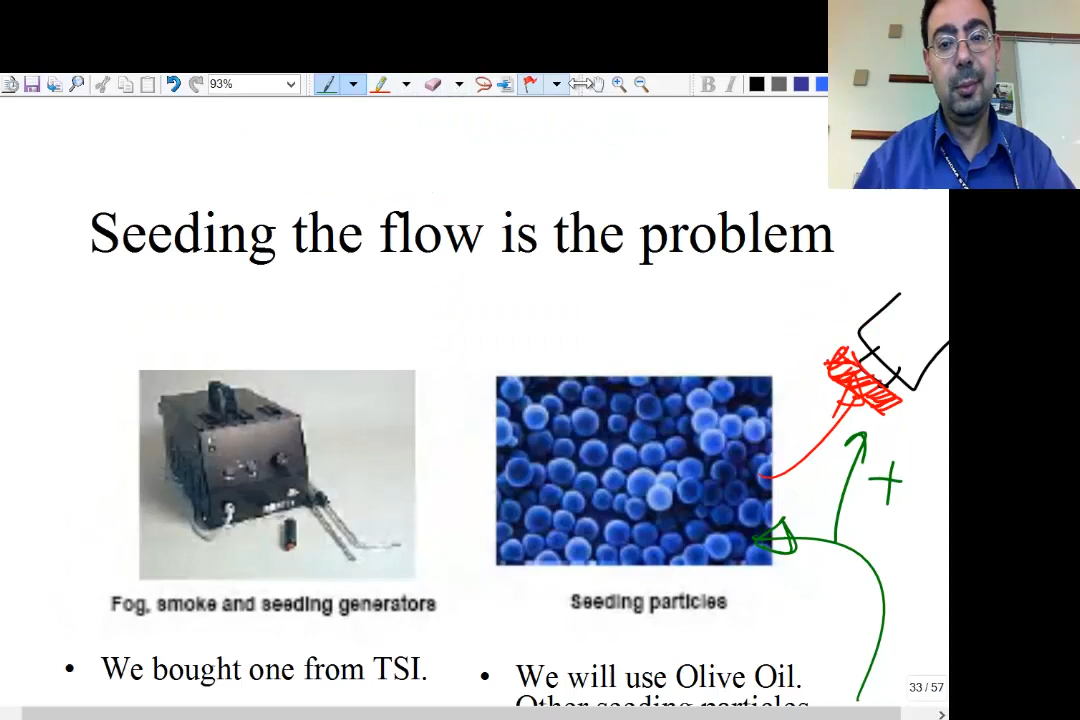 93%
B I
Seeding the flow is the problem
+
Fog, smoke and seeding generators
Seeding particles
• We bought one from TSI.
• We will use Olive Oil.
Other seeding particles
33 / 57